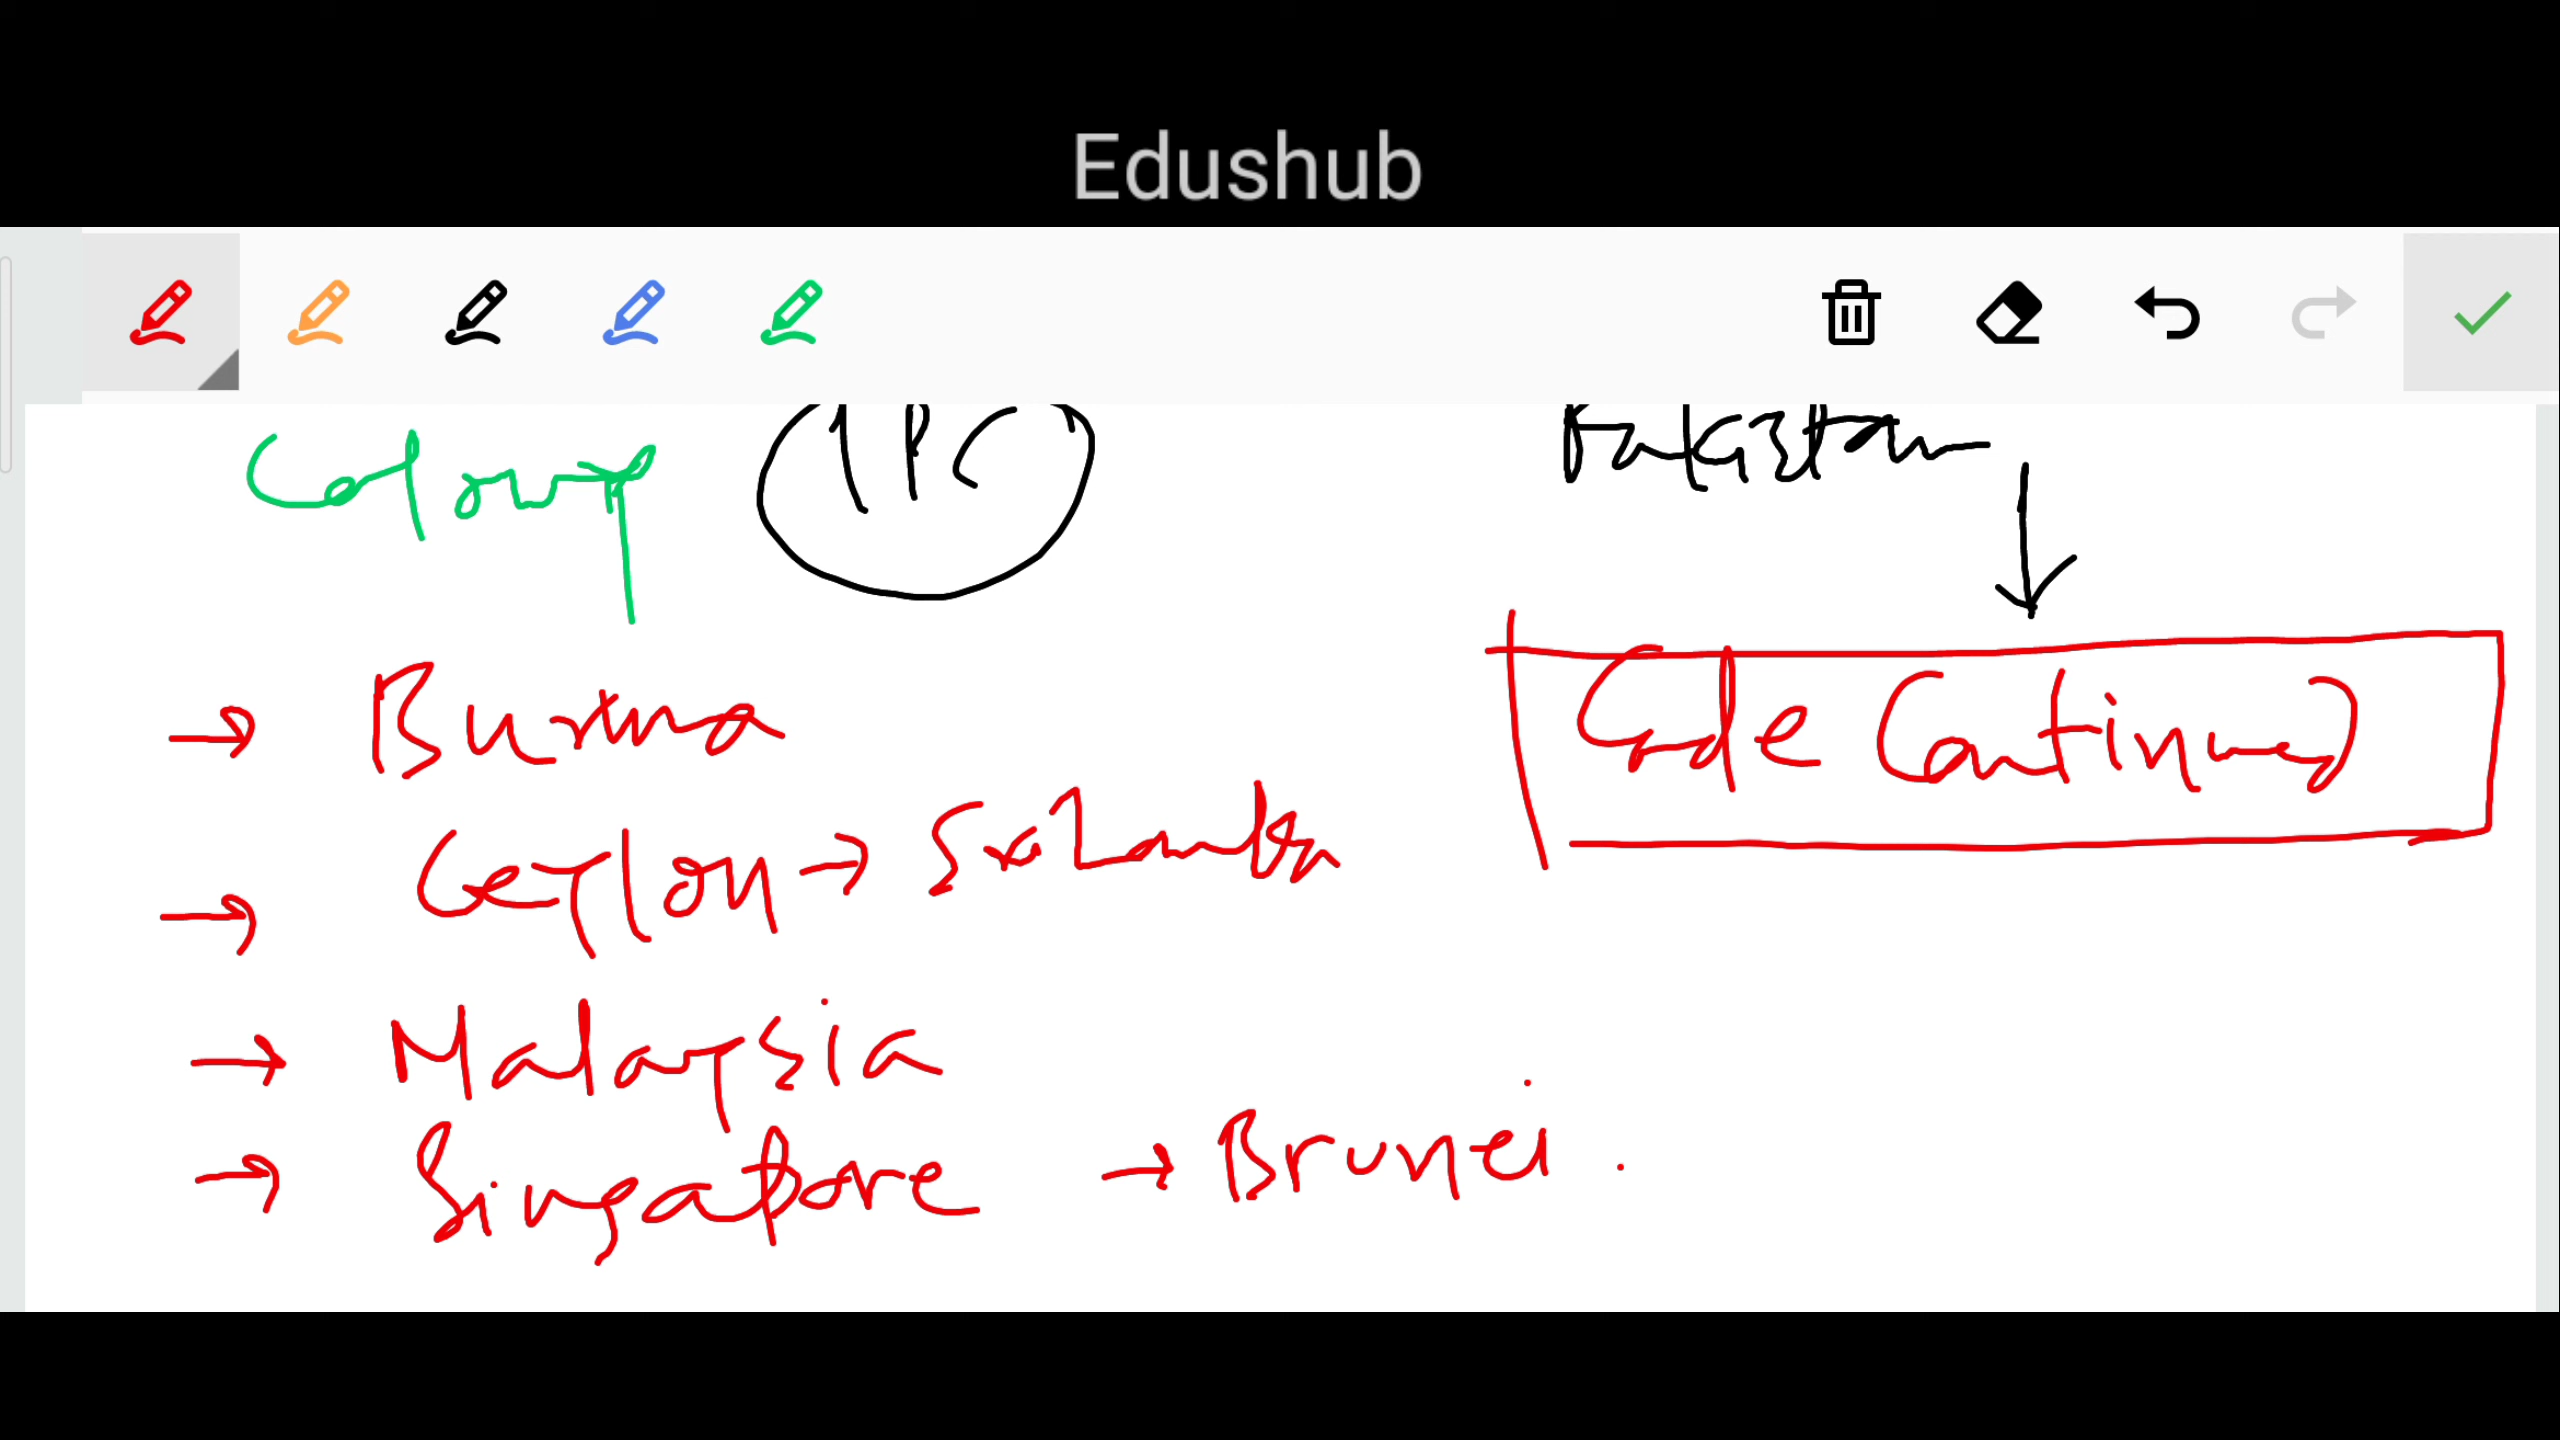 Edushub
Colony IPC Pakistan
Code Continued
→ Burma
→ Ceylon → Sri Lanka
→ Malaysia
→ Singapore → Brunei.